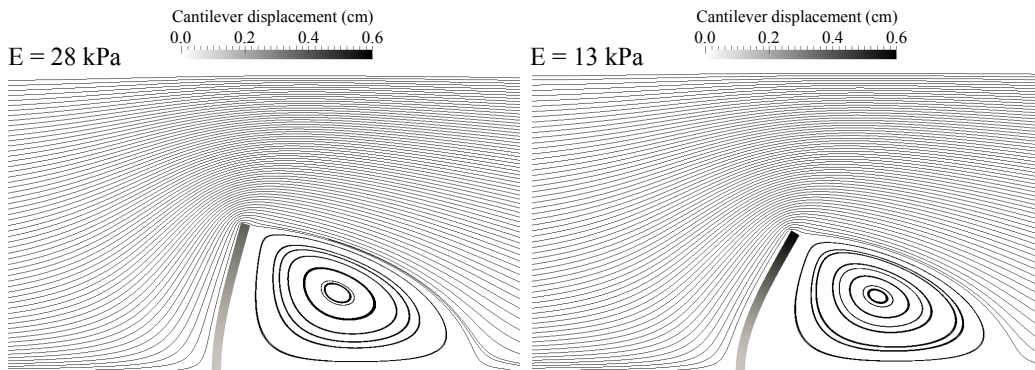 Cantilever displacement (cm)
0.0 0.2 0.4 0.6
E = 28 kPa
Cantilever displacement (cm)
0.0 0.2 0.4 0.6
E = 13 kPa